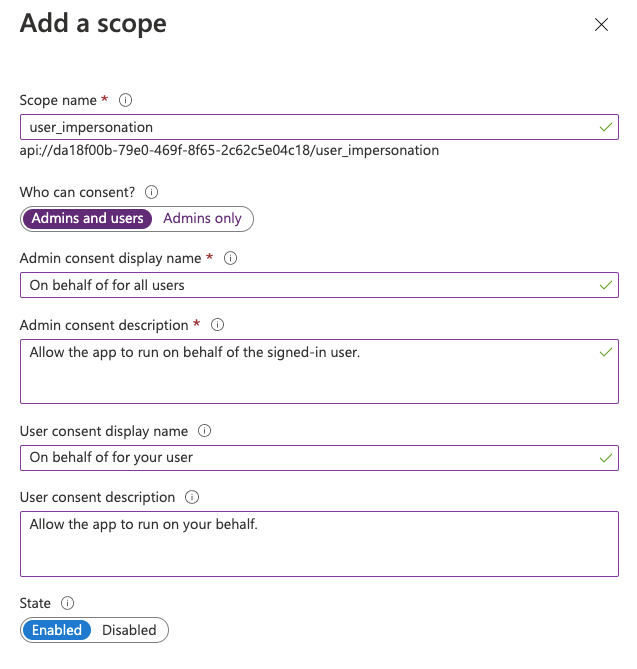 Add a scope
Scope name *
user_impersonation
api://da18f00b-79e0-469f-8f65-2c62c5e04c18/user_impersonation
Who can consent?
Admins and users Admins only
Admin consent display name *
On behalf of for all users
Admin consent description *
Allow the app to run on behalf of the signed-in user.
User consent display name
On behalf of for your user
User consent description
Allow the app to run on your behalf.
State
Enabled Disabled